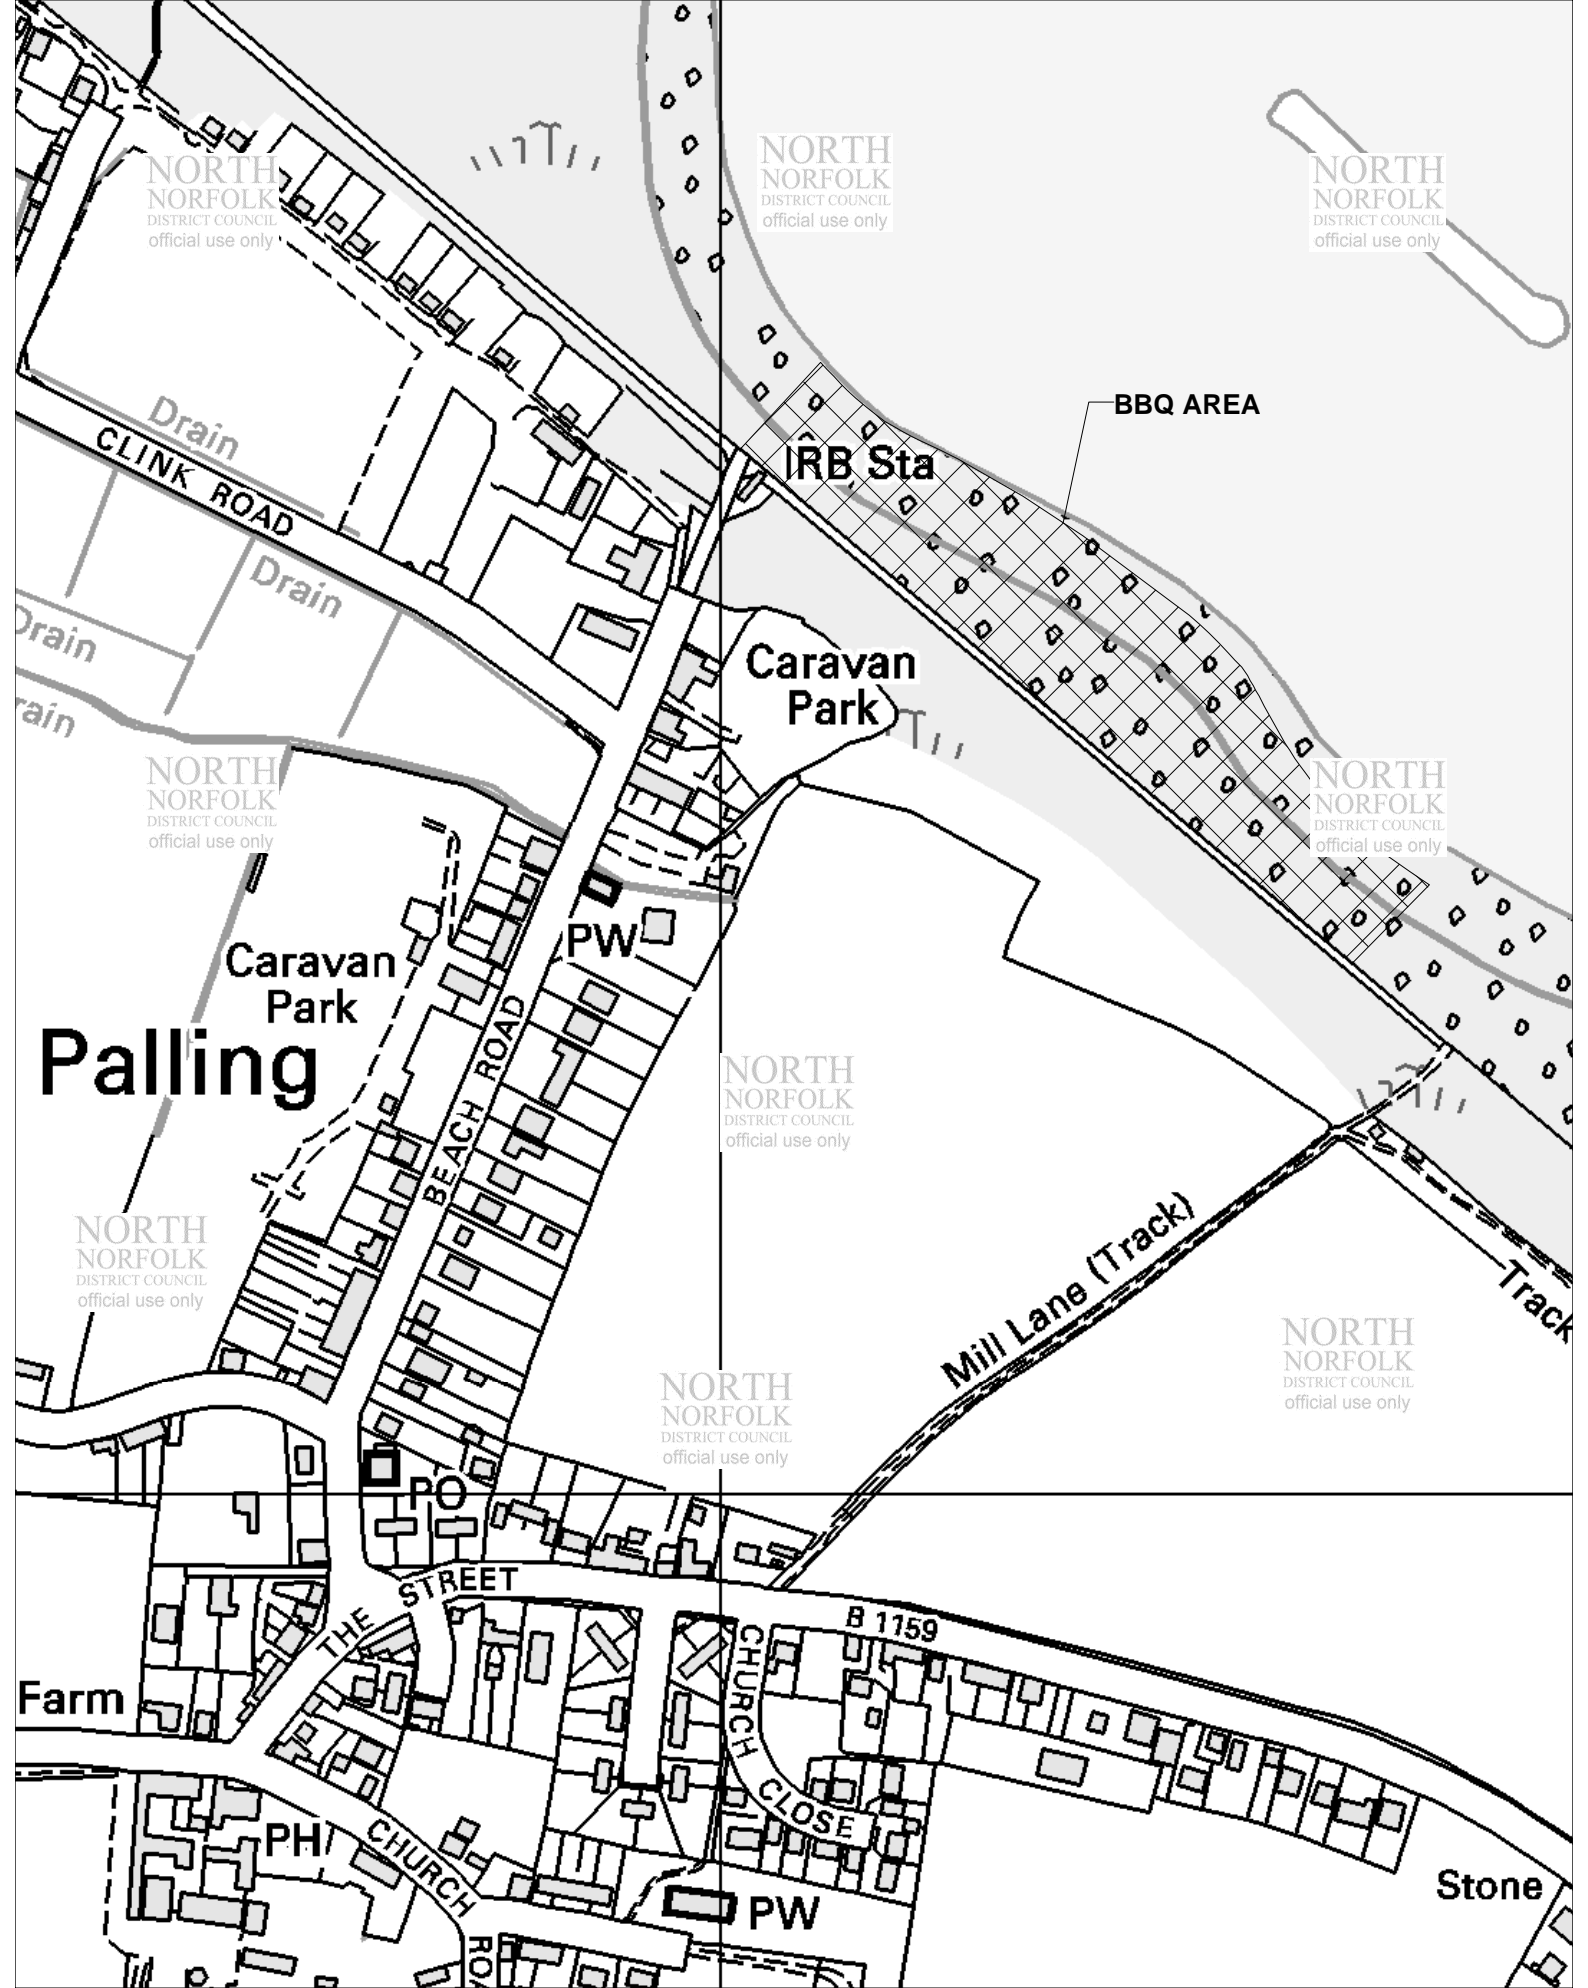 NORTH
NORFOLK
DISTRICT COUNCIL
official use only
NORTH
NORFOLK
DISTRICT COUNCIL
official use only
NORTH
NORFOLK
DISTRICT COUNCIL
official use only
BBQ AREA
Drain
CLINK ROAD
IRB Sta
Drain
Drain
rain
Caravan
Park
NORTH
NORFOLK
DISTRICT COUNCIL
official use only
NORTH
NORFOLK
DISTRICT COUNCIL
official use only
PW
Caravan
Park
Palling
BEACH ROAD
NORTH
NORFOLK
DISTRICT COUNCIL
official use only
NORTH
NORFOLK
DISTRICT COUNCIL
official use only
Mill Lane (Track)
Track
NORTH
NORFOLK
DISTRICT COUNCIL
official use only
NORTH
NORFOLK
DISTRICT COUNCIL
official use only
PO
THE STREET
B 1159
CHURCH CLOSE
Farm
PH
CHURCH ROA
PW
Stone